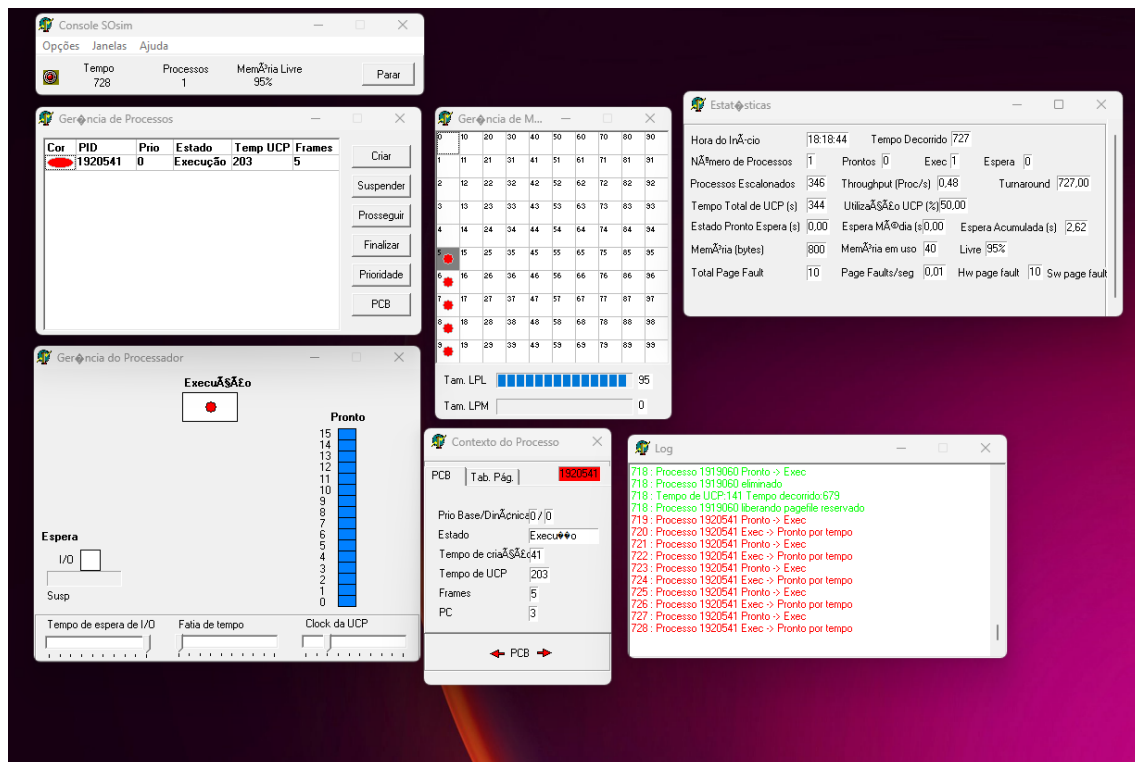 Console SOsim
Opções Janelas Ajuda
Tempo Processos MemÃ³ria Livre
728 1 95% Parar
Ger�ncia de Processos
Cor PID Prio Estado Temp UCP Frames
1920541 0 Execução 203 5
Criar
Suspender
Prosseguir
Finalizar
Prioridade
PCB
Ger�ncia de M...
0 10 20 30 40 50 60 70 80 90
1 11 21 31 41 51 61 71 81 91
2 12 22 32 42 52 62 72 82 92
3 13 23 33 43 53 63 73 83 93
4 14 24 34 44 54 64 74 84 94
5 15 25 35 45 55 65 75 85 95
6 16 26 36 46 56 66 76 86 96
7 17 27 37 47 57 67 77 87 97
8 18 28 38 48 58 68 78 88 98
9 19 29 39 49 59 69 79 89 99
Tam. LPL 95
Tam. LPM 0
Estat�sticas
Hora do InÃ­cio 18:18:44 Tempo Decorrido 727
NÃºmero de Processos 1 Prontos 0 Exec 1 Espera 0
Processos Escalonados 346 Throughput (Proc/s) 0,48 Turnaround 727,00
Tempo Total de UCP (s) 344 UtilizaÃ§Ã£o UCP (%) 50,00
Estado Pronto Espera (s) 0,00 Espera MÃ©dia (s 0,00 Espera Acumulada (s) 2,62
MemÃ³ria (bytes) 800 MemÃ³ria em uso 40 Livre 95%
Total Page Fault 10 Page Faults/seg 0,01 Hw page fault 10 Sw page fault
Ger�ncia do Processador
ExecuÃ§Ã£o
Pronto
15
14
13
12
11
10
9
8
7
6
5
4
3
2
1
0
Espera
I/O
Susp
Tempo de espera de I/O Fatia de tempo Clock da UCP
Contexto do Processo
PCB Tab. Pág. 1920541
Prio Base/DinÃ¢mica 0 / 0
Estado Execu��o
Tempo de criaÃ§Ã£o 41
Tempo de UCP 203
Frames 5
PC 3
PCB
Log
718 : Processo 1919060 Pronto -> Exec
718 : Processo 1919060 eliminado
718 : Tempo de UCP:141 Tempo decorrido:679
718 : Processo 1919060 liberando pagefile reservado
719 : Processo 1920541 Pronto -> Exec
720 : Processo 1920541 Exec -> Pronto por tempo
721 : Processo 1920541 Pronto -> Exec
722 : Processo 1920541 Exec -> Pronto por tempo
723 : Processo 1920541 Pronto -> Exec
724 : Processo 1920541 Exec -> Pronto por tempo
725 : Processo 1920541 Pronto -> Exec
726 : Processo 1920541 Exec -> Pronto por tempo
727 : Processo 1920541 Pronto -> Exec
728 : Processo 1920541 Exec -> Pronto por tempo